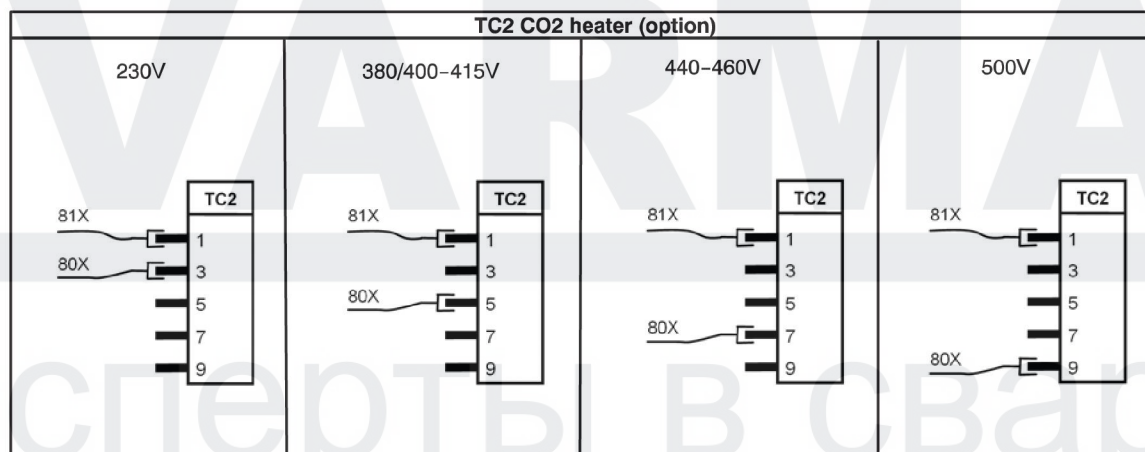 TC2 CO2 heater (option)
230V
380/400-415V
440-460V
500V
TC2
81X
1
80X
3
5
7
9
TC2
81X
1
3
80X
5
7
9
TC2
81X
1
3
5
80X
7
9
TC2
81X
1
3
5
7
80X
9
VARMA
сперты в свар